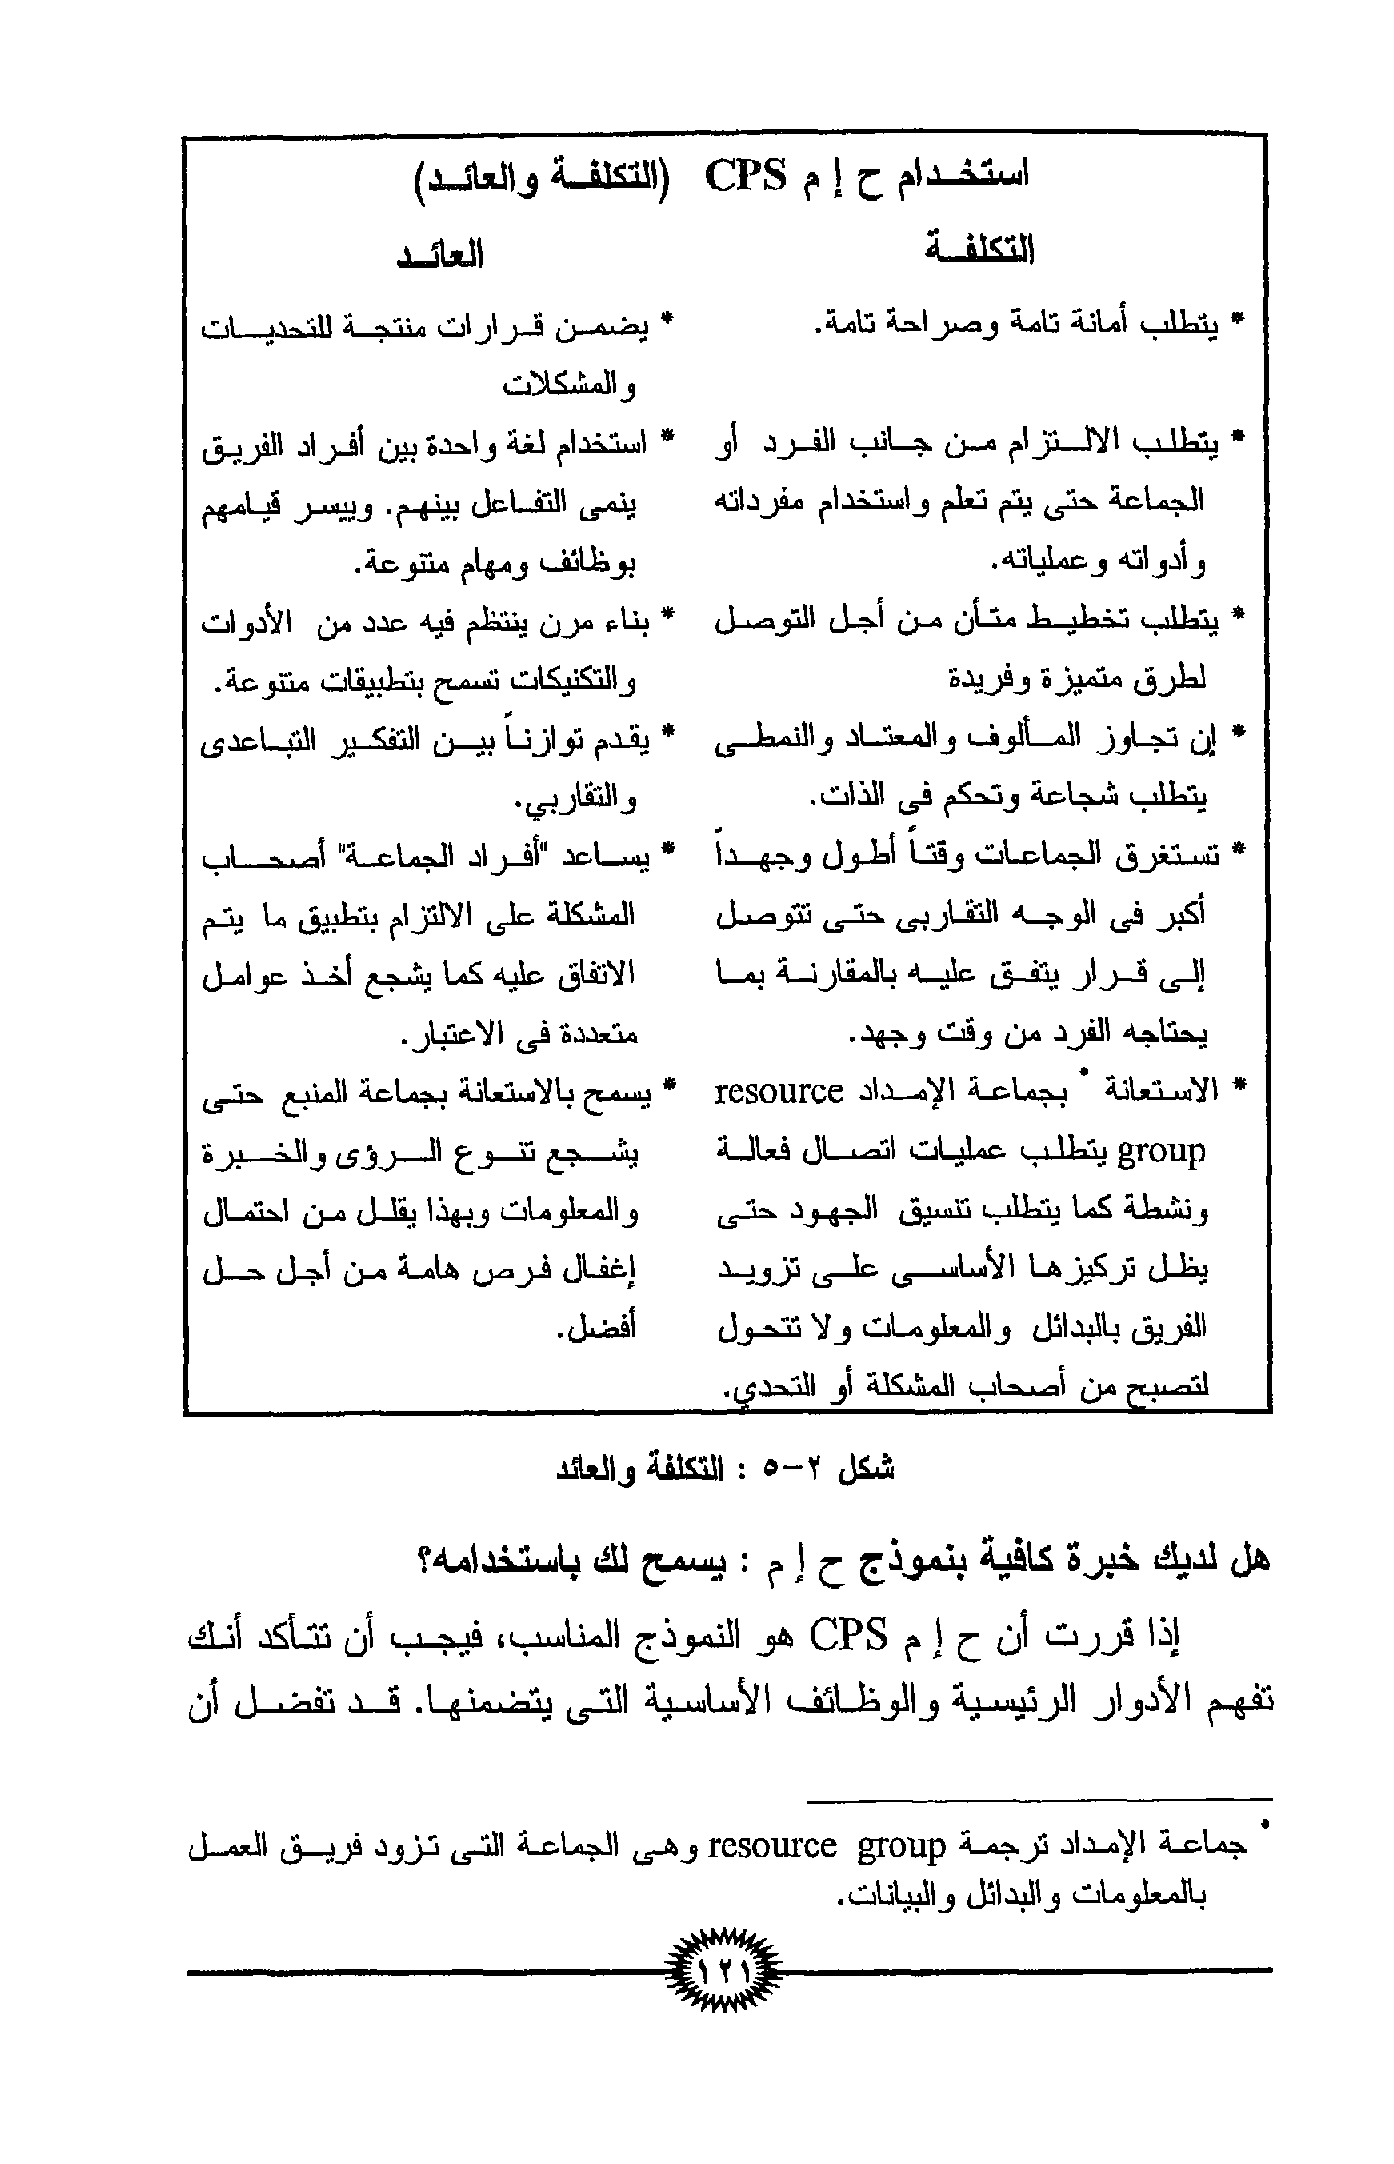 استخدام ح إ م CPS (التكلفة والعائد)
التكلفة
* يتطلب أمانة تامة وصراحة تامة.
* يتطلب الالتزام من جانب الفرد أو
الجماعة حتى يتم تعلم واستخدام مفرداته
وأدواته وعملياته.
* يتطلب تخطيط متأن من أجل التوصل
لطرق متميزة وفريدة
* إن تجاوز المألوف والمعتاد والنمطى
يتطلب شجاعة وتحكم فى الذات.
* تستغرق الجماعات وقتاً أطول وجهداً
أكبر فى الوجه التقاربى حتى تتوصل
إلى قرار يتفق عليه بالمقارنة بما
يحتاجه الفرد من وقت وجهد.
* الاستعانة * بجماعة الإمداد resource
group يتطلب عمليات اتصال فعالة
ونشطة كما يتطلب تنسيق الجهود حتى
يظل تركيزها الأساسى على تزويد
الفريق بالبدائل والمعلومات ولا تتحول
لتصبح من أصحاب المشكلة أو التحدي.
العائد
* يضمن قرارات منتجة للتحديات
والمشكلات
* استخدام لغة واحدة بين أفراد الفريق
ينمى التفاعل بينهم. وييسر قيامهم
بوظائف ومهام متنوعة.
* بناء مرن ينتظم فيه عدد من الأدوات
والتكنيكات تسمح بتطبيقات متنوعة.
* يقدم توازناً بين التفكير التباعدى
والتقاربي.
* يساعد "أفراد الجماعة" أصحاب
المشكلة على الالتزام بتطبيق ما يتم
الاتفاق عليه كما يشجع أخذ عوامل
متعددة فى الاعتبار.
* يسمح بالاستعانة بجماعة المنبع حتى
يشجع تنوع الرؤى والخبرة
والمعلومات وبهذا يقلل من احتمال
إغفال فرص هامة من أجل حل
أفضل.
شكل ٢-٥ : التكلفة والعائد
هل لديك خبرة كافية بنموذج ح إ م : يسمح لك باستخدامه؟
إذا قررت أن ح إ م CPS هو النموذج المناسب، فيجب أن تتأكد أنك
تفهم الأدوار الرئيسية والوظائف الأساسية التى يتضمنها. قد تفضل أن
* جماعة الإمداد ترجمة resource group وهى الجماعة التى تزود فريق العمل
بالمعلومات والبدائل والبيانات.
١٢١